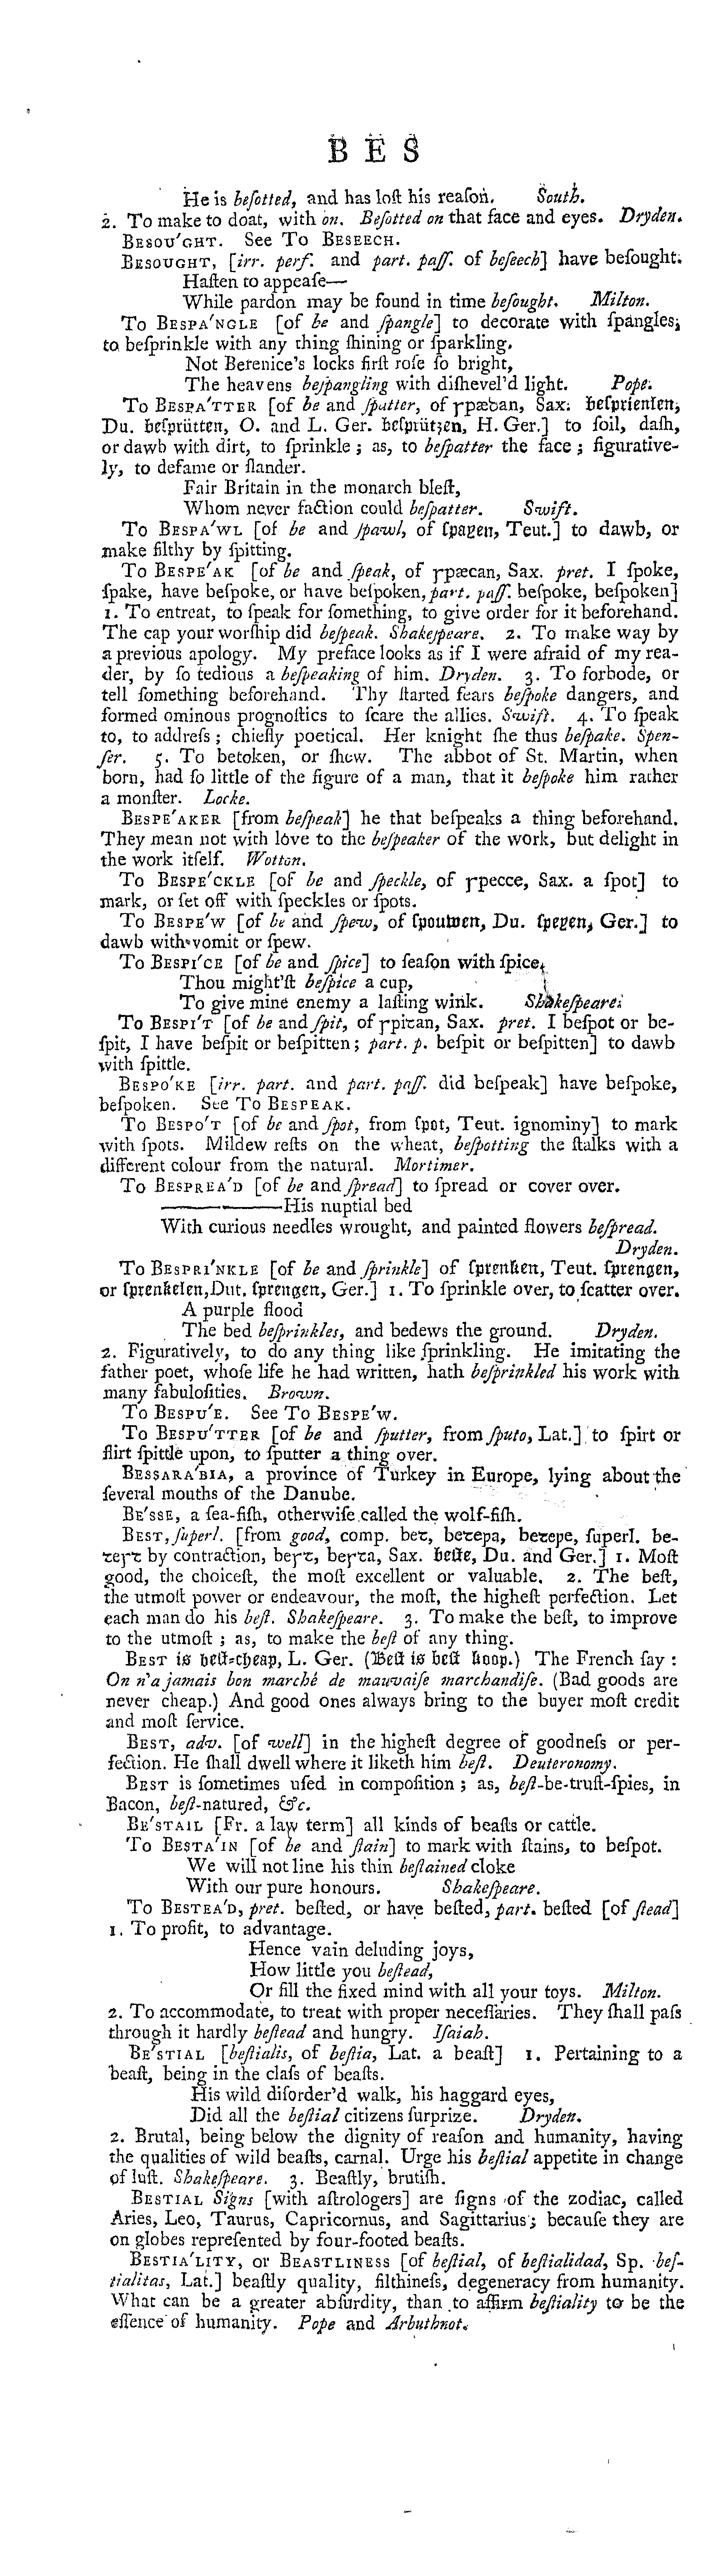 B E S
He is beſotted, and has loſt his reaſon. South.
2. To make to doat, with on. Beſotted on that face and eyes. Dryden.
BESOU'GHT. See To BESEECH.
BESOUGHT, [irr. perf. and part. paſſ. of beſeech] have beſought.
Haſten to appeaſe—
While pardon may be found in time beſought. Milton.
To BESPA'NGLE [of be and ſpangle] to decorate with ſpangles;
to beſprinkle with any thing ſhining or ſparkling.
Not Berenice's locks firſt roſe ſo bright,
The heavens beſpangling with diſhevel'd light. Pope.
To BESPA'TTER [of be and ſputter, of ꞅpæꞇan, Sax. beſprienlen,
Du. beſprütten, O. and L. Ger. beſprützen, H. Ger.] to ſoil, daſh,
or dawb with dirt, to ſprinkle; as, to beſpatter the face; figurative-
ly, to defame or ſlander.
Fair Britain in the monarch bleſt,
Whom never faction could beſpatter. Swift.
To BESPA'WL [of be and ſpawl, of ſpagen, Teut.] to dawb, or
make filthy by ſpitting.
To BESPE'AK [of be and ſpeak, of ꞅpæcan, Sax. pret. I ſpoke,
ſpake, have beſpoke, or have beſpoken, part. paſſ. beſpoke, beſpoken]
1. To entreat, to ſpeak for ſomething, to give order for it beforehand.
The cap your worſhip did beſpeak. Shakeſpeare. 2. To make way by
a previous apology. My preface looks as if I were afraid of my rea-
der, by ſo tedious a beſpeaking of him. Dryden. 3. To forbode, or
tell ſomething beforehand. Thy ſtarted fears beſpoke dangers, and
formed ominous prognoſtics to ſcare the allies. Swift. 4. To ſpeak
to, to addreſs; chiefly poetical. Her knight ſhe thus beſpake. Spen-
ſer. 5. To betoken, or ſhew. The abbot of St. Martin, when
born, had ſo little of the figure of a man, that it beſpoke him rather
a monſter. Locke.
BESPE'AKER [from beſpeak] he that beſpeaks a thing beforehand.
They mean not with love to the beſpeaker of the work, but delight in
the work itſelf. Wotton.
To BESPE'CKLE [of be and ſpeckle, of ꞅpecce, Sax. a ſpot] to
mark, or ſet off with ſpeckles or ſpots.
To BESPE'W [of be and ſpew, of ſpouwen, Du. ſpeyen, Ger.] to
dawb with vomit or ſpew.
To BESPI'CE [of be and ſpice] to ſeaſon with ſpice.
Thou might'ſt beſpice a cup,
To give mine enemy a laſting wink. Shakeſpeare.
To BESPI'T [of be and ſpit, of ꞅpiꞇan, Sax. pret. I beſpot or be-
ſpit, I have beſpit or beſpitten; part. p. beſpit or beſpitten] to dawb
with ſpittle.
BESPO'KE [irr. part. and part. paſſ. did beſpeak] have beſpoke,
beſpoken. See To BESPEAK.
To BESPO'T [of be and ſpot, from ſpot, Teut. ignominy] to mark
with ſpots. Mildew reſts on the wheat, beſpotting the ſtalks with a
different colour from the natural. Mortimer.
To BESPREA'D [of be and ſpread] to ſpread or cover over.
————His nuptial bed
With curious needles wrought, and painted flowers beſpread.
Dryden.
To BESPRI'NKLE [of be and ſprinkle] of ſprenken, Teut. ſprengen,
or ſprenkelen, Dut. ſprengen, Ger.] 1. To ſprinkle over, to ſcatter over.
A purple flood
The bed beſprinkles, and bedews the ground. Dryden.
2. Figuratively, to do any thing like ſprinkling. He imitating the
father poet, whoſe life he had written, hath beſprinkled his work with
many fabuloſities. Brown.
To BESPU'E. See To BESPE'W.
To BESPU'TTER [of be and ſputter, from ſputo, Lat.] to ſpirt or
flirt ſpittle upon, to ſputter a thing over.
BESSARA'BIA, a province of Turkey in Europe, lying about the
ſeveral mouths of the Danube.
BE'SSE, a ſea-fiſh, otherwiſe called the wolf-fiſh.
BEST, ſuperl. [from good, comp. beꞇ, beꞇeꞃa, beꞇeꞃe, ſuperl. be-
ꞇeꞅꞇ by contraction, beꞅꞇ, beꞅꞇa, Sax. beſte, Du. and Ger.] 1. Moſt
good, the choiceſt, the moſt excellent or valuable. 2. The beſt,
the utmoſt power or endeavour, the moſt, the higheſt perfection. Let
each man do his beſt. Shakeſpeare. 3. To make the beſt, to improve
to the utmoſt; as, to make the beſt of any thing.
BEST is beſt-cheap, L. Ger. (Beſt is beſt koop.) The French ſay:
On n'a jamais bon marché de mauvaiſe marchandiſe. (Bad goods are
never cheap.) And good ones always bring to the buyer moſt credit
and moſt ſervice.
BEST, adv. [of well] in the higheſt degree of goodneſs or per-
fection. He ſhall dwell where it liketh him beſt. Deuteronomy.
BEST is ſometimes uſed in compoſition; as, beſt-be-truſt-ſpies, in
Bacon, beſt-natured, &c.
BE'STAIL [Fr. a law term] all kinds of beaſts or cattle.
To BESTA'IN [of be and ſtain] to mark with ſtains, to beſpot.
We will not line his thin beſtained cloke
With our pure honours. Shakeſpeare.
To BESTEA'D, pret. beſted, or have beſted, part. beſted [of ſtead]
1. To profit, to advantage.
Hence vain deluding joys,
How little you beſtead,
Or fill the fixed mind with all your toys. Milton.
2. To accommodate, to treat with proper neceſſaries. They ſhall paſs
through it hardly beſtead and hungry. Iſaiah.
BE'STIAL [beſtialis, of beſtia, Lat. a beaſt] 1. Pertaining to a
beaſt, being in the claſs of beaſts.
His wild diſorder'd walk, his haggard eyes,
Did all the beſtial citizens ſurprize. Dryden.
2. Brutal, being below the dignity of reaſon and humanity, having
the qualities of wild beaſts, carnal. Urge his beſtial appetite in change
of luſt. Shakeſpeare. 3. Beaſtly, brutiſh.
BESTIAL Signs [with aſtrologers] are ſigns of the zodiac, called
Aries, Leo, Taurus, Capricornus, and Sagittarius; becauſe they are
on globes repreſented by four-footed beaſts.
BESTIA'LITY, or BEASTLINESS [of beſtial, of beſtialidad, Sp. beſ-
tialitas, Lat.] beaſtly quality, filthineſs, degeneracy from humanity.
What can be a greater abſurdity, than to affirm beſtiality to be the
eſſence of humanity. Pope and Arbuthnot.